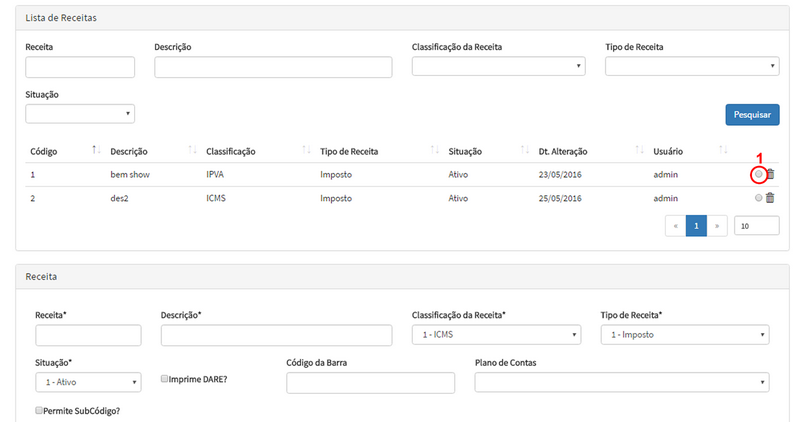 Lista de Receitas
Receita Descrição Classificação da Receita Tipo de Receita
Situação
Pesquisar
Código Descrição Classificação Tipo de Receita Situação Dt. Alteração Usuário
1
1 bem show IPVA Imposto Ativo 23/05/2016 admin
2 des2 ICMS Imposto Ativo 25/05/2016 admin
« 1 » 10
Receita
Receita* Descrição* Classificação da Receita* Tipo de Receita*
1 - ICMS 1 - Imposto
Situação* Código da Barra Plano de Contas
1 - Ativo Imprime DARE?
Permite SubCódigo?